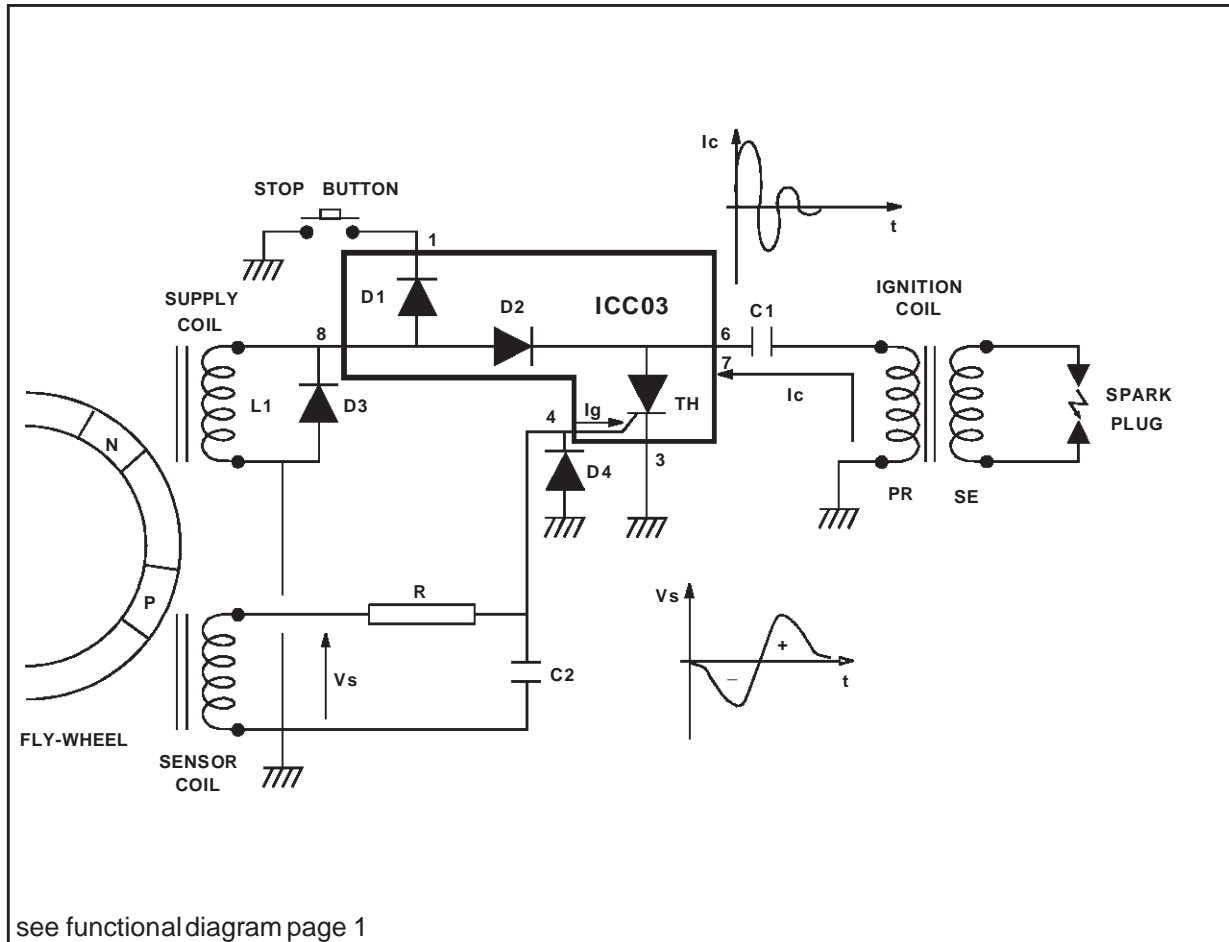 Ic
t
STOP BUTTON
1
SUPPLY
COIL
8
D1
D2
ICC03
6
C1
IGNITION
COIL
7
L1
D3
Ig
4
TH
Ic
SPARK
PLUG
N
D4
3
PR
SE
P
R
Vs
+
−
t
Vs
C2
FLY-WHEEL
SENSOR
COIL
see functional diagram page 1